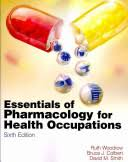 Essentials of
Pharmacology for
Health Occupations
Sixth Edition
Ruth Woodrow
Bruce J. Colbert
David M. Smith